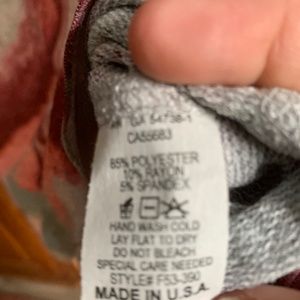 CA55683
85% POLYESTER
10% RAYON
5% SPANDEX
HAND WASH COLD
LAY FLAT TO DRY
DO NOT BLEACH
SPECIAL CARE NEEDED
STYLE# F53-390
MADE IN U.S.A.